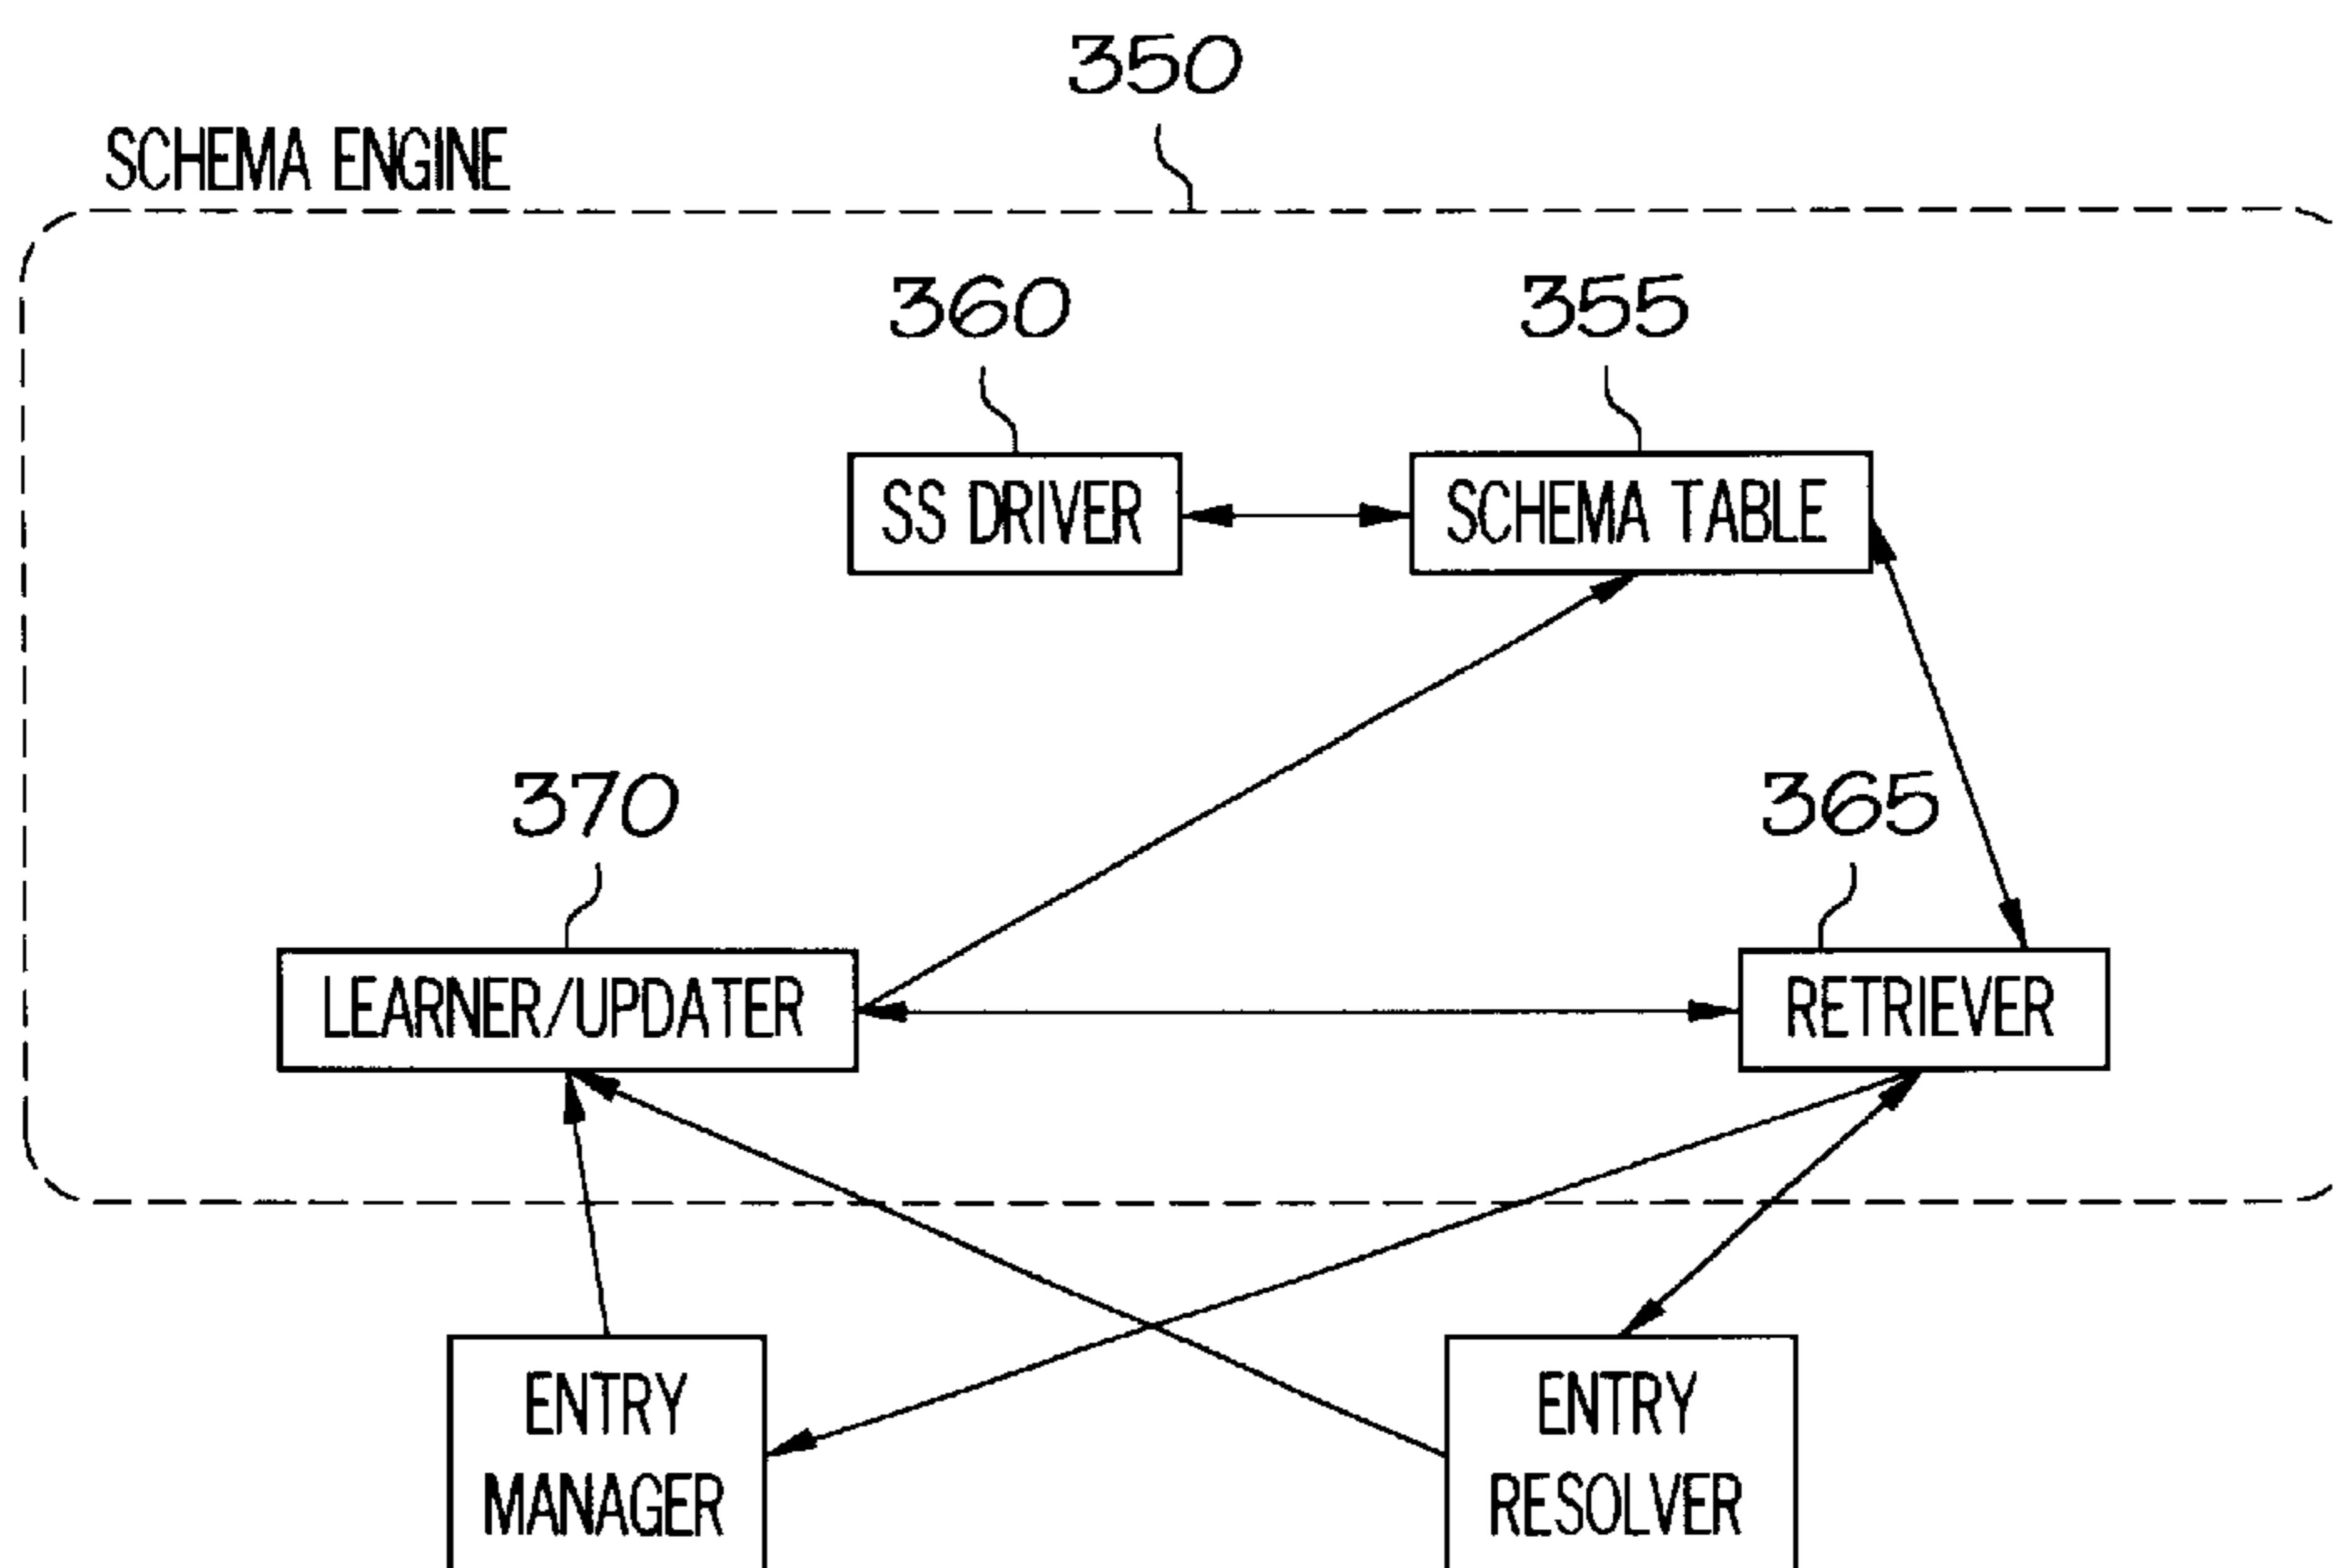 350
SCHEMA ENGINE
360
355
SS DRIVER
SCHEMA TABLE
370
365
LEARNER/UPDATER
RETRIEVER
ENTRY
MANAGER
ENTRY
RESOLVER